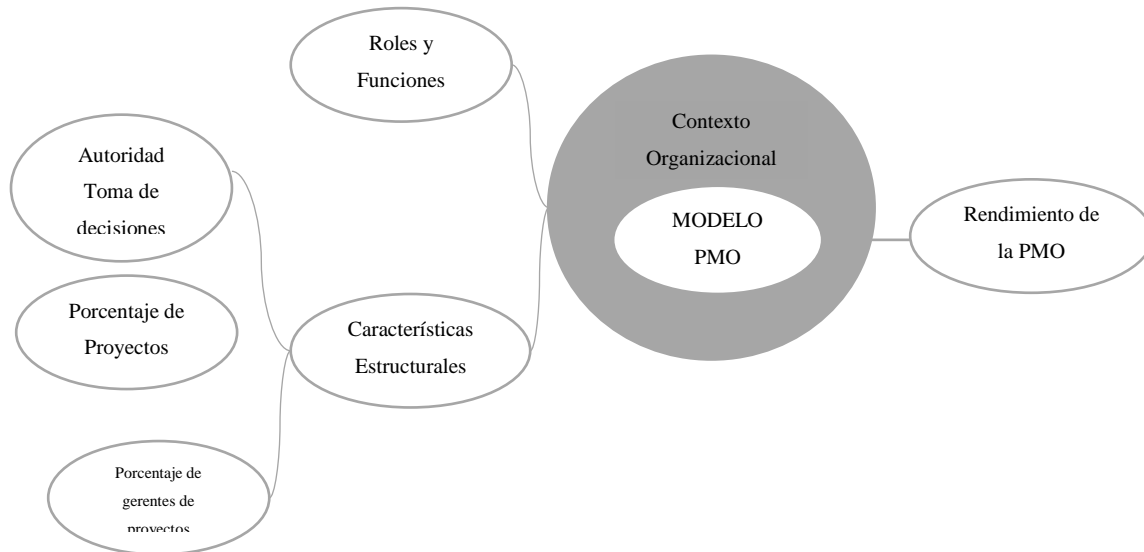 Roles y
Funciones
Contexto
Organizacional
MODELO
PMO
Rendimiento de
la PMO
Autoridad
Toma de
decisiones
Porcentaje de
Proyectos
Características
Estructurales
Porcentaje de
gerentes de
proyectos